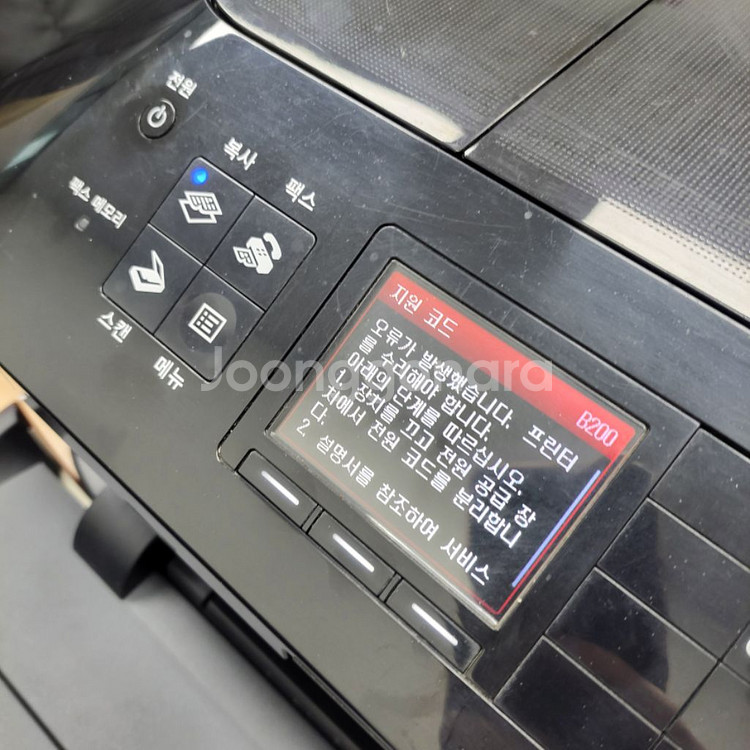 전원
복사
팩스
팩스 메모리
스캔
메뉴
지원 코드
B200
오류가 발생했습니다. 프린터
를 수리해야 합니다.
아래의 단계를 따르십시오.
1. 장치를 끄고 전원 공급 장
치에서 전원 코드를 분리합니
다.
2. 설명서를 참조하여 서비스
Joonggonara